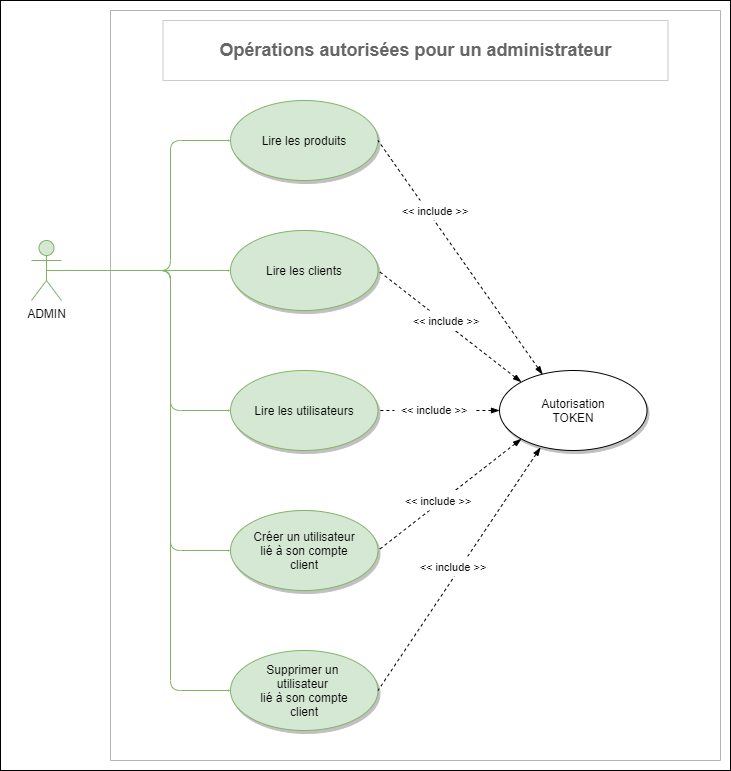 Opérations autorisées pour un administrateur
Lire les produits
<< include >>
Lire les clients
ADMIN
<< include >>
Lire les utilisateurs
<< include >>
Autorisation
TOKEN
<< include >>
Créer un utilisateur
lié à son compte
client
<< include >>
Supprimer un
utilisateur
lié à son compte
client